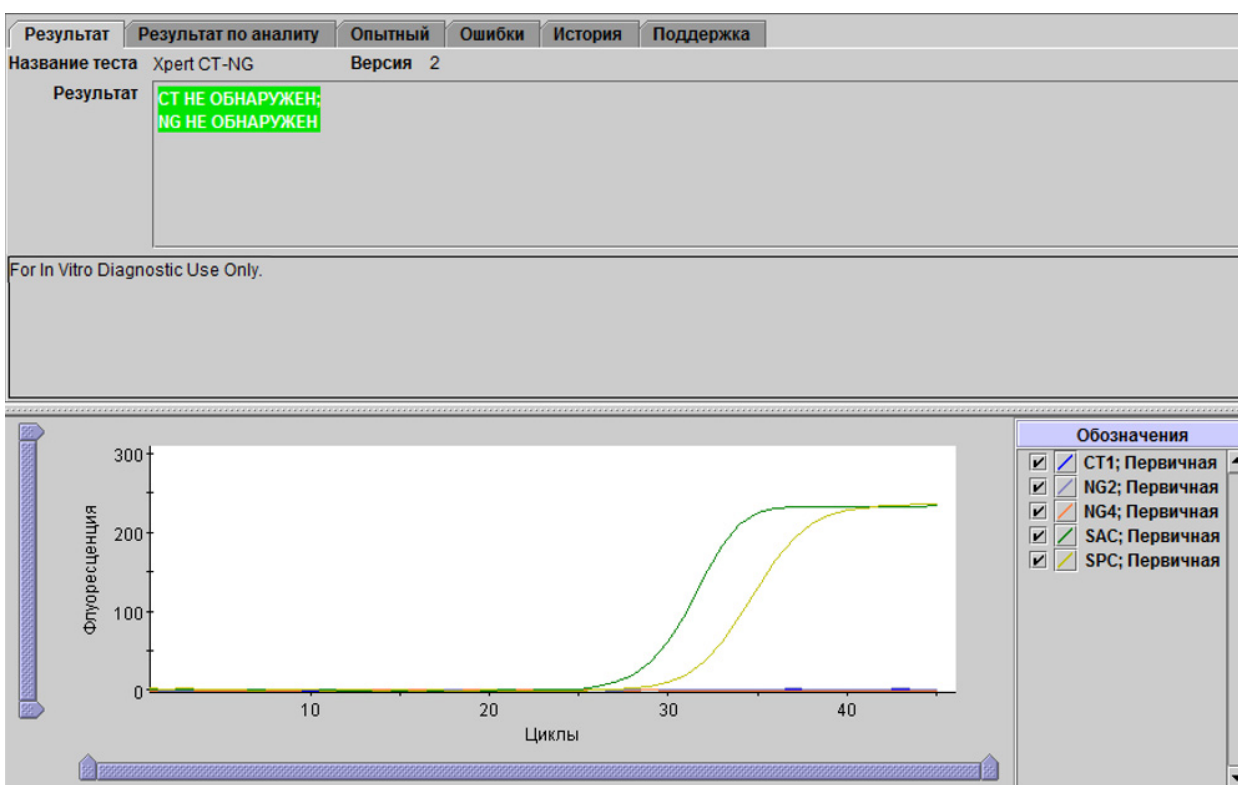 Результат Результат по аналиту Опытный Ошибки История Поддержка
Название теста Xpert CT-NG Версия 2
Результат CT НЕ ОБНАРУЖЕН;
NG НЕ ОБНАРУЖЕН
For In Vitro Diagnostic Use Only.
Флуоресценция
300
200
100
0
10 20 30 40
Циклы
Обозначения
CT1; Первичная
NG2; Первичная
NG4; Первичная
SAC; Первичная
SPC; Первичная